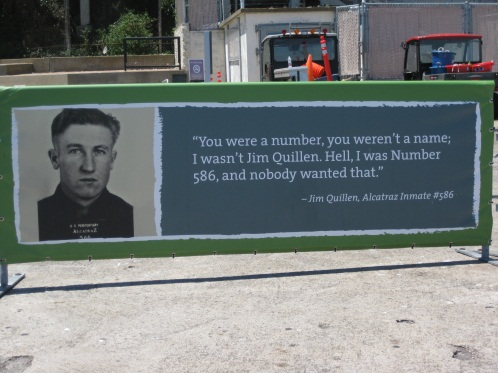 “You were a number, you weren’t a name;
I wasn’t Jim Quillen. Hell, I was Number
586, and nobody wanted that.”
– Jim Quillen, Alcatraz Inmate #586
ALCATRAZ